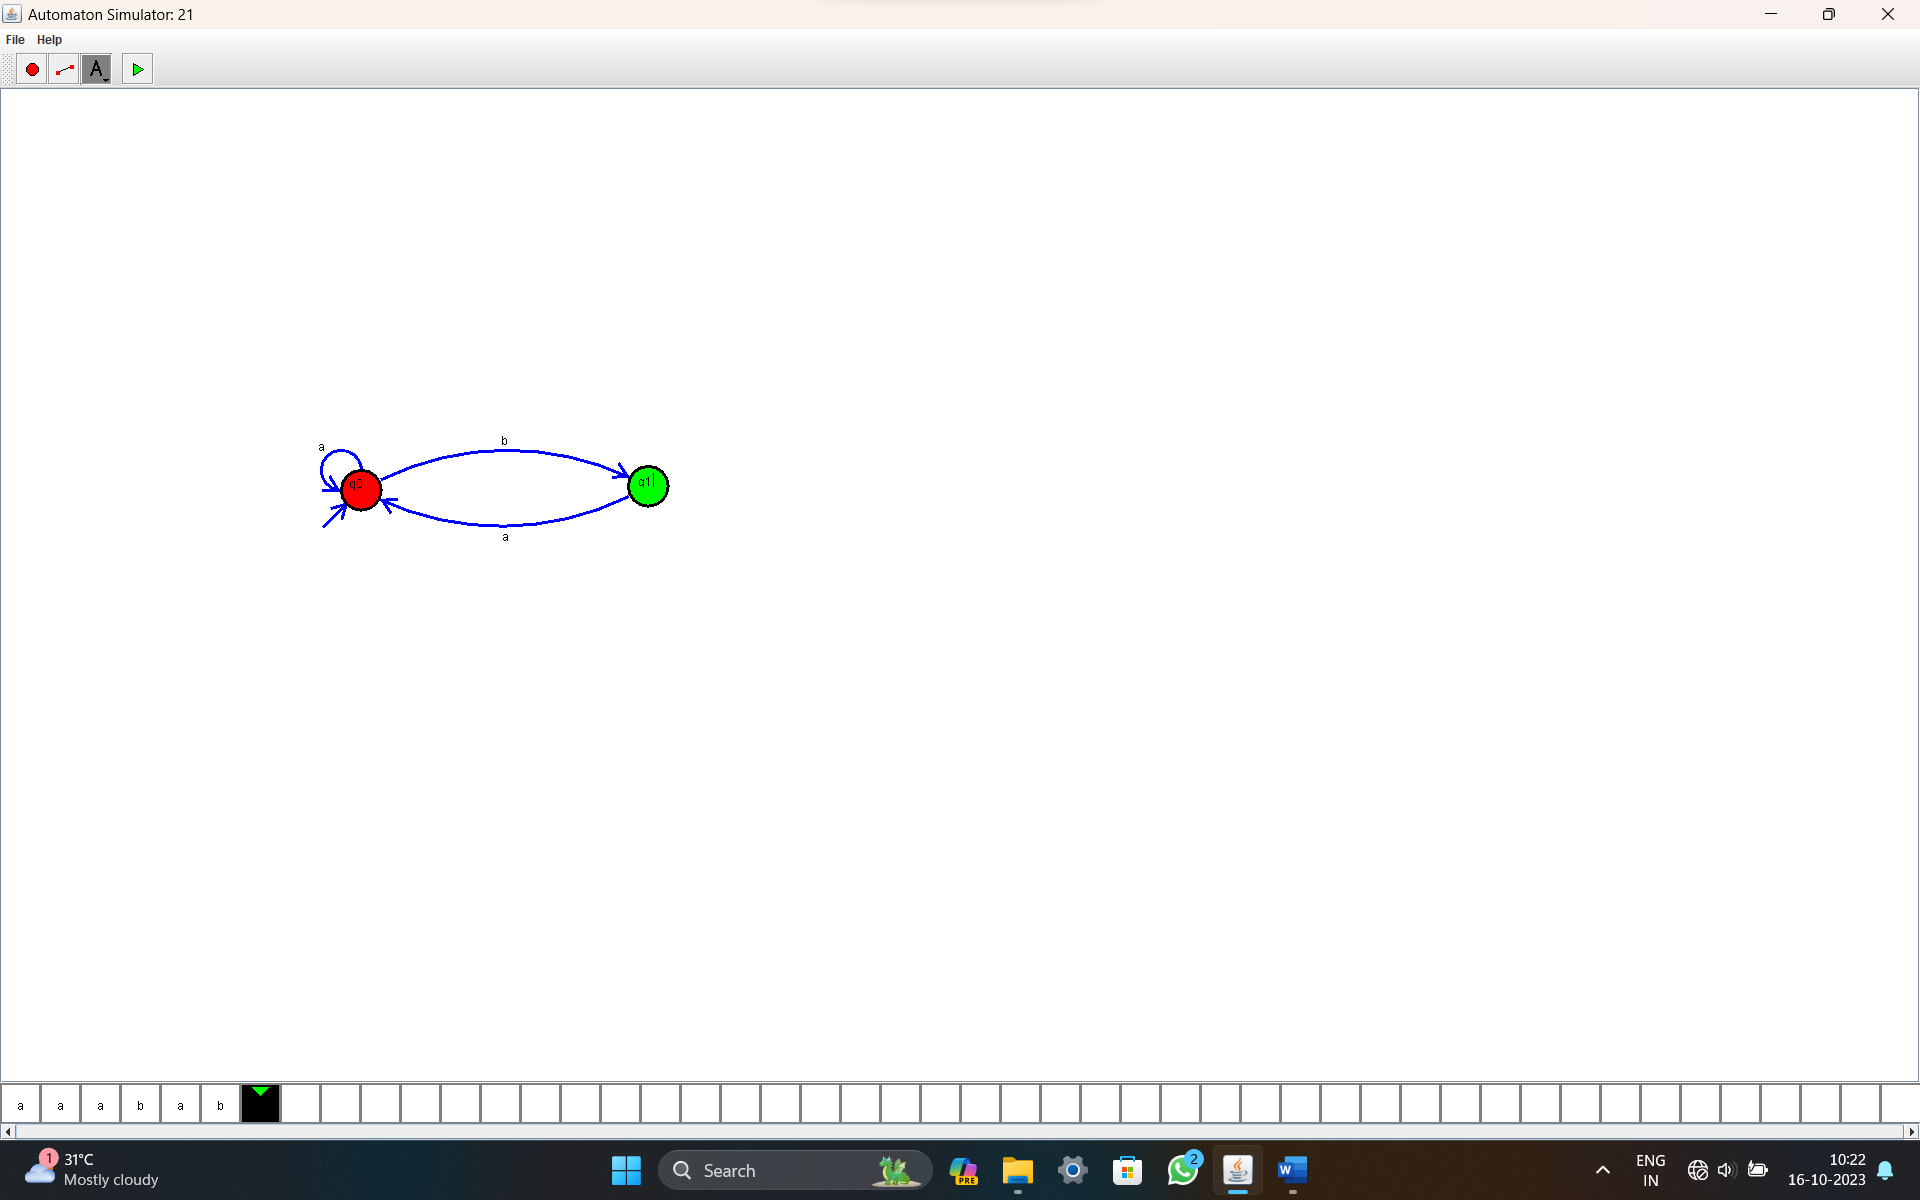 Automaton Simulator: 21
File Help
A
a
b
q0
q1
a
a a a b a b
1
31°C
Mostly cloudy
Search
PRE
2
W
ENG
IN
10:22
16-10-2023